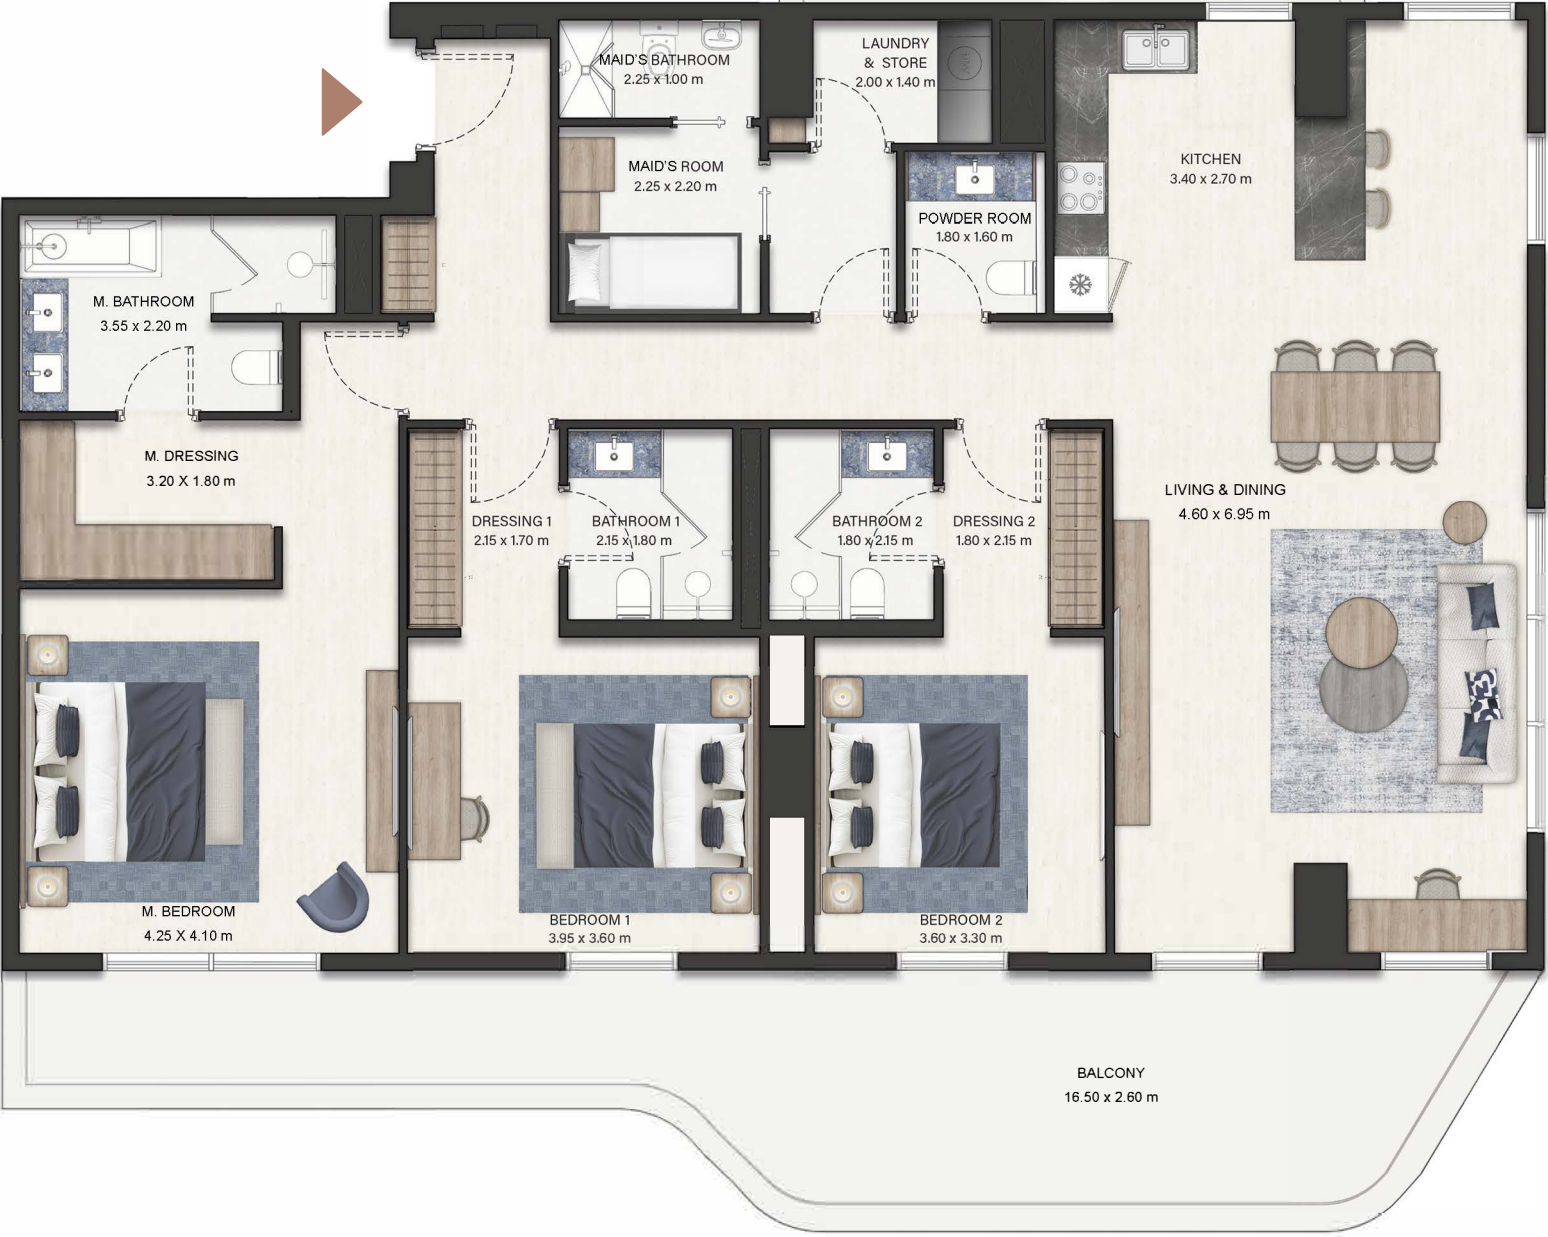 MAID'S BATHROOM
2.25 x 1.00 m
LAUNDRY
& STORE
2.00 x 1.40 m
MAID'S ROOM
2.25 x 2.20 m
KITCHEN
3.40 x 2.70 m
POWDER ROOM
1.80 x 1.60 m
M. BATHROOM
3.55 x 2.20 m
M. DRESSING
3.20 X 1.80 m
DRESSING 1
2.15 x 1.70 m
BATHROOM 1
2.15 x 1.80 m
BATHROOM 2
1.80 x 2.15 m
DRESSING 2
1.80 x 2.15 m
LIVING & DINING
4.60 x 6.95 m
M. BEDROOM
4.25 X 4.10 m
BEDROOM 1
3.95 x 3.60 m
BEDROOM 2
3.60 x 3.30 m
BALCONY
16.50 x 2.60 m